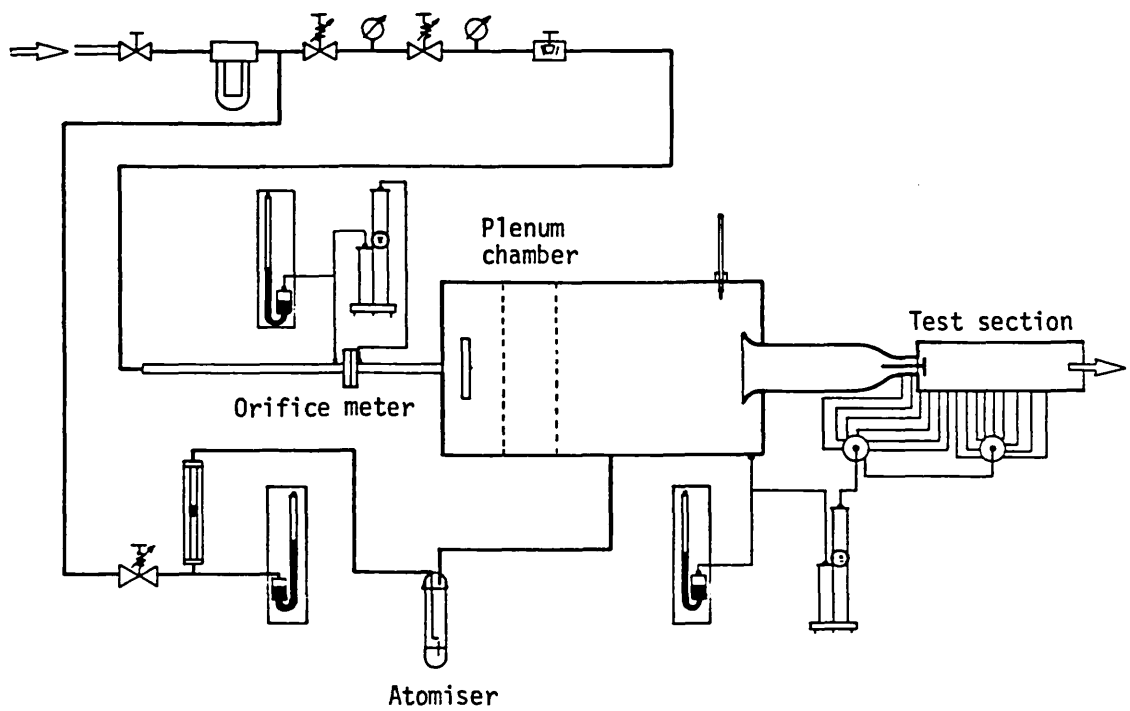 Plenum
chamber
Test section
Orifice meter
Atomiser